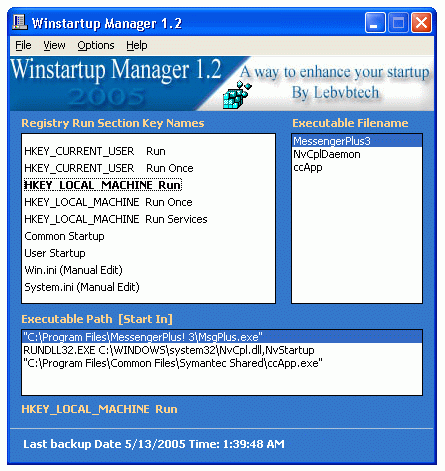 Winstartup Manager 1.2
File View Options Help
Winstartup Manager 1.2
2005
A way to enhance your startup
By Lebvbtech
Registry Run Section Key Names
HKEY_CURRENT_USER Run
HKEY_CURRENT_USER Run Once
HKEY_LOCAL_MACHINE Run
HKEY_LOCAL_MACHINE Run Once
HKEY_LOCAL_MACHINE Run Services
Common Startup
User Startup
Win.ini (Manual Edit)
System.ini (Manual Edit)
Executable Filename
MessengerPlus3
NvCplDaemon
ccApp
Executable Path [Start In]
"C:\Program Files\MessengerPlus! 3\MsgPlus.exe"
RUNDLL32.EXE C:\WINDOWS\system32\NvCpl.dll,NvStartup
"C:\Program Files\Common Files\Symantec Shared\ccApp.exe"
HKEY_LOCAL_MACHINE Run
Last backup Date 5/13/2005 Time: 1:39:48 AM